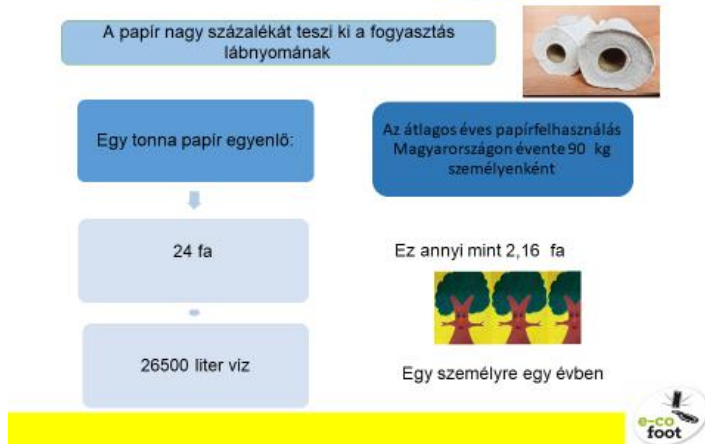 A papír nagy százalékát teszi ki a fogyasztás
lábnyomának
Egy tonna papír egyenlő:
24 fa
26500 liter víz
Az átlagos éves papírfelhasználás
Magyarországon évente 90 kg
személyenként
Ez annyi mint 2,16 fa
Egy személyre egy évben
e-co
foot